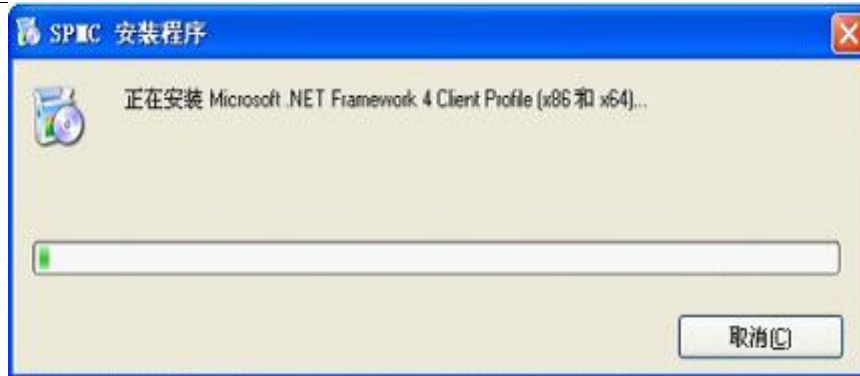 SPMC 安装程序
正在安装 Microsoft .NET Framework 4 Client Profile (x86 和 x64)...
取消(C)